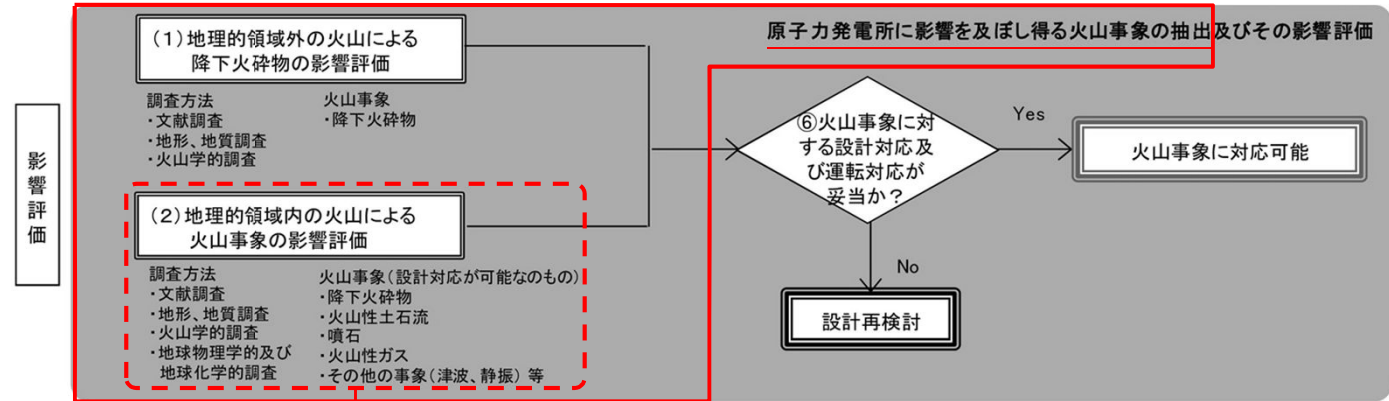 原子力発電所に影響を及ぼし得る火山事象の抽出及びその影響評価
影響評価
(1)地理的領域外の火山による
降下火砕物の影響評価
調査方法
・文献調査
・地形、地質調査
・火山学的調査
火山事象
・降下火砕物
(2)地理的領域内の火山による
火山事象の影響評価
調査方法
・文献調査
・地形、地質調査
・火山学的調査
・地球物理学的及び
地球化学的調査
火山事象(設計対応が可能なのもの)
・降下火砕物
・火山性土石流
・噴石
・火山性ガス
・その他の事象(津波、静振) 等
⑥火山事象に対
する設計対応及
び運転対応が
妥当か?
Yes
火山事象に対応可能
No
設計再検討